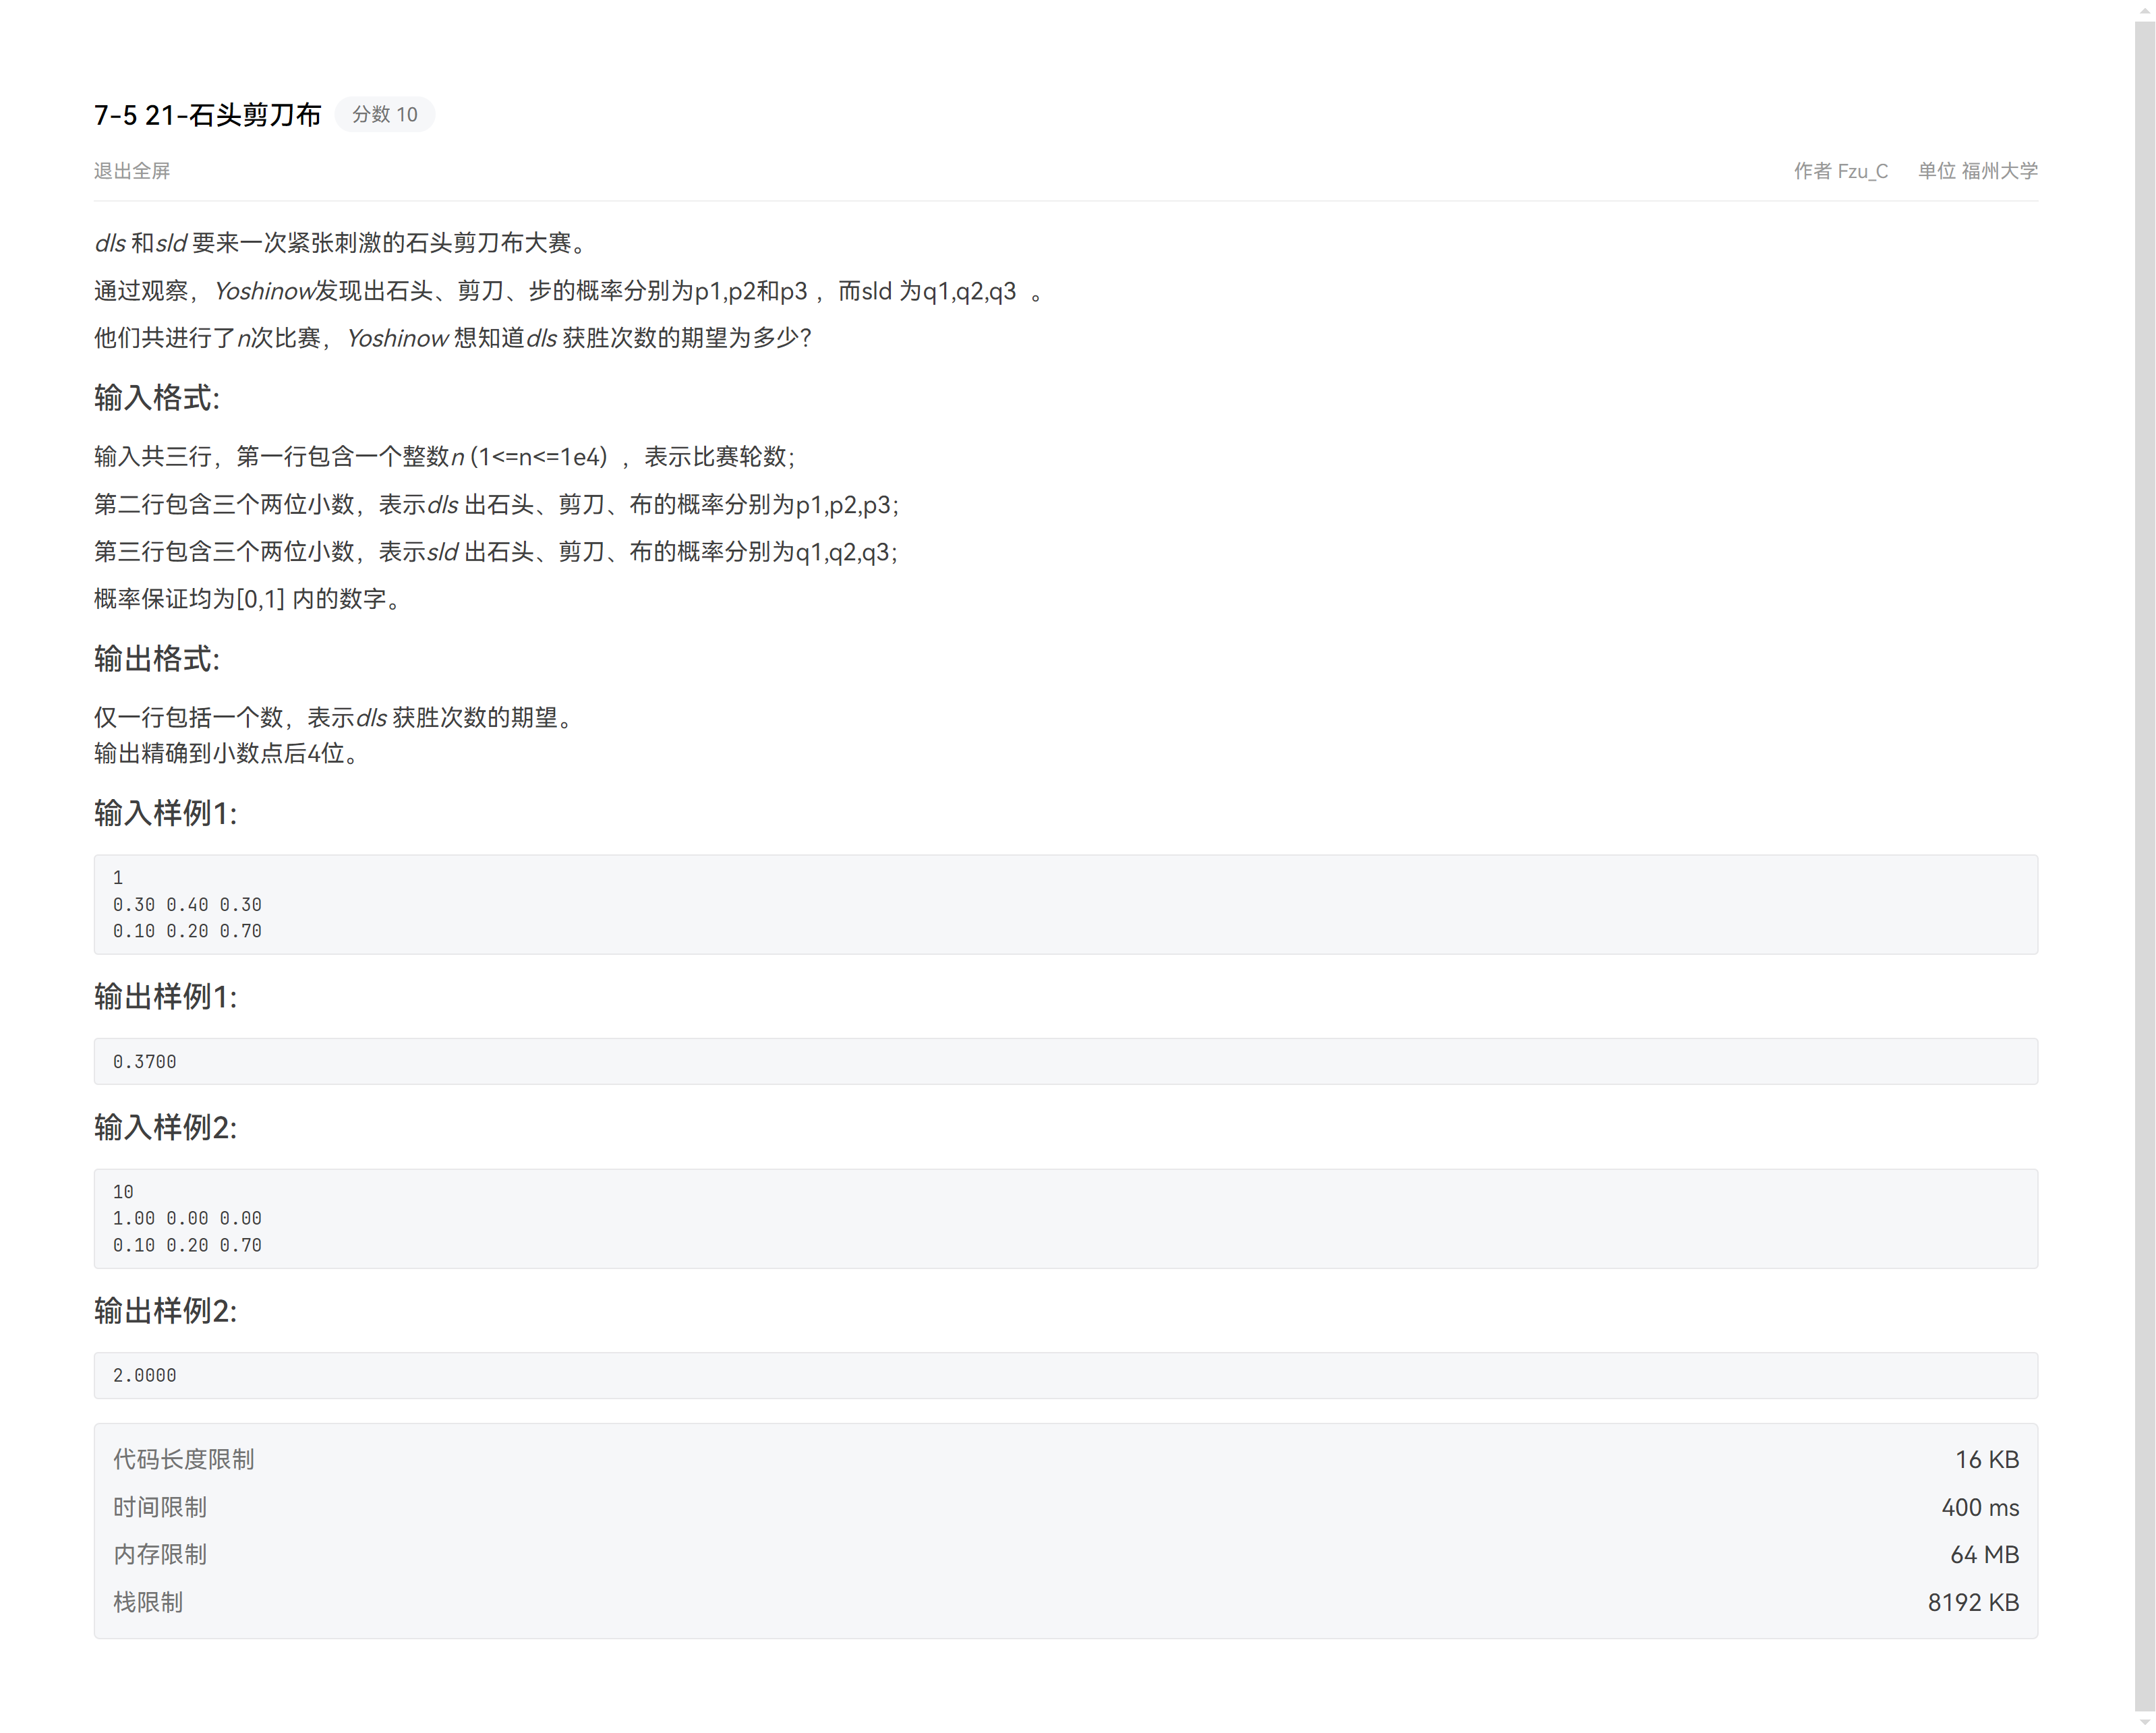 7-5 21-石头剪刀布 分数 10
退出全屏 作者 Fzu_C 单位 福州大学
dls 和sld 要来一次紧张刺激的石头剪刀布大赛。
通过观察，Yoshinow发现出石头、剪刀、步的概率分别为p1,p2和p3 ，而sld 为q1,q2,q3 。
他们共进行了n次比赛，Yoshinow 想知道dls 获胜次数的期望为多少？
输入格式:
输入共三行，第一行包含一个整数n (1<=n<=1e4) ，表示比赛轮数；
第二行包含三个两位小数，表示dls 出石头、剪刀、布的概率分别为p1,p2,p3；
第三行包含三个两位小数，表示sld 出石头、剪刀、布的概率分别为q1,q2,q3；
概率保证均为[0,1] 内的数字。
输出格式:
仅一行包括一个数，表示dls 获胜次数的期望。
输出精确到小数点后4位。
输入样例1:
1
0.30 0.40 0.30
0.10 0.20 0.70
输出样例1:
0.3700
输入样例2:
10
1.00 0.00 0.00
0.10 0.20 0.70
输出样例2:
2.0000
代码长度限制 16 KB
时间限制 400 ms
内存限制 64 MB
栈限制 8192 KB